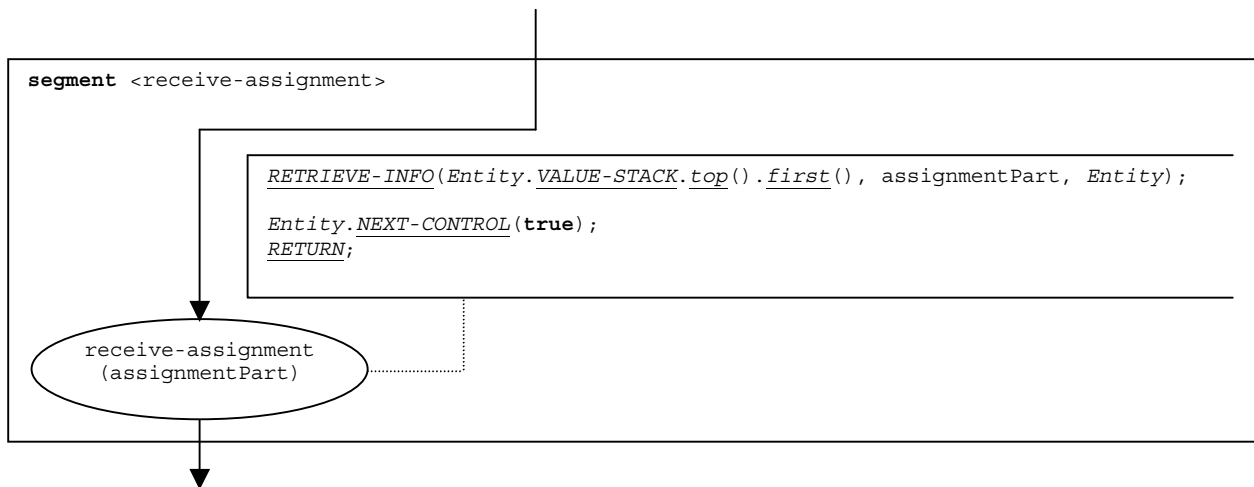 segment <receive-assignment>
RETRIEVE-INFO(Entity.VALUE-STACK.top().first(), assignmentPart, Entity);
Entity.NEXT-CONTROL(true);
RETURN;
receive-assignment
(assignmentPart)